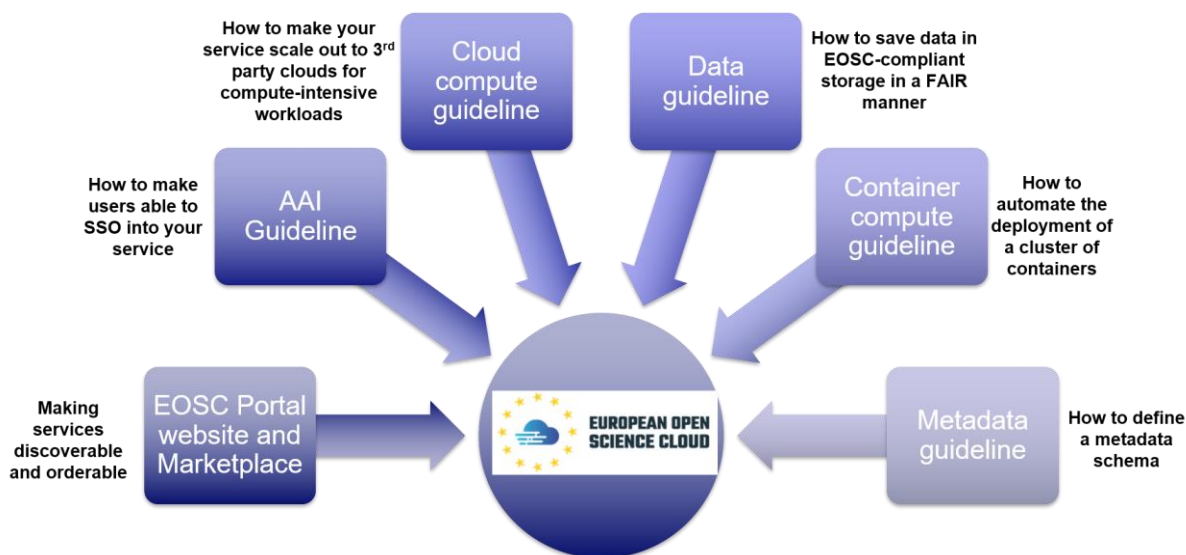 How to make your
service scale out to 3rd
party clouds for
compute-intensive
workloads
Cloud
compute
guideline
Data
guideline
How to save data in
EOSC-compliant
storage in a FAIR
manner
How to make
users able to
SSO into your
service
AAI
Guideline
Container
compute
guideline
How to
automate the
deployment of
a cluster of
containers
Making
services
discoverable
and orderable
EOSC Portal
website and
Marketplace
EUROPEAN OPEN
SCIENCE CLOUD
Metadata
guideline
How to define
a metadata
schema